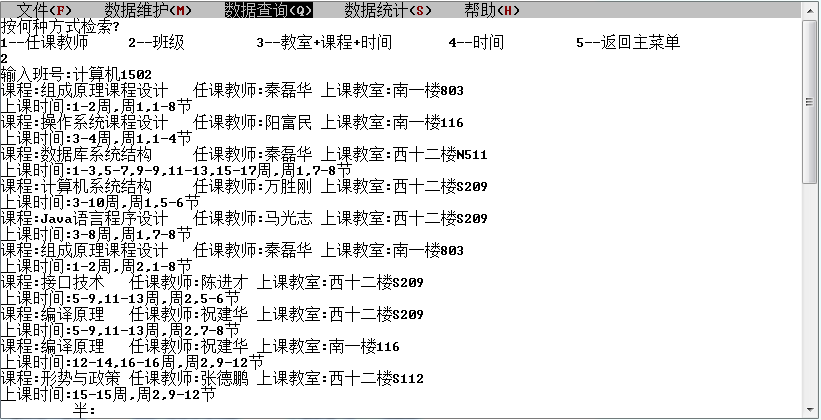 文件(F) 数据维护(M) 数据查询(Q) 数据统计(S) 帮助(H)
按何种方式检索?
1--任课教师 2--班级 3--教室+课程+时间 4--时间 5--返回主菜单
2
输入班号:计算机1502
课程:组成原理课程设计 任课教师:秦磊华 上课教室:南一楼803
上课时间:1-2周,周1,1-8节
课程:操作系统课程设计 任课教师:阳富民 上课教室:南一楼116
上课时间:3-4周,周1,1-4节
课程:数据库系统结构 任课教师:秦磊华 上课教室:西十二楼N511
上课时间:1-3,5-7,9-9,11-13,15-17周,周1,7-8节
课程:计算机系统结构 任课教师:万胜刚 上课教室:西十二楼S209
上课时间:3-10周,周1,5-6节
课程:Java语言程序设计 任课教师:马光志 上课教室:西十二楼S209
上课时间:3-8周,周1,7-8节
课程:组成原理课程设计 任课教师:秦磊华 上课教室:南一楼803
上课时间:1-2周,周2,1-8节
课程:接口技术 任课教师:陈进才 上课教室:西十二楼S209
上课时间:5-9,11-13周,周2,5-6节
课程:编译原理 任课教师:祝建华 上课教室:西十二楼S209
上课时间:5-9,11-13周,周2,7-8节
课程:编译原理 任课教师:祝建华 上课教室:南一楼116
上课时间:12-14,16-16周,周2,9-12节
课程:形势与政策 任课教师:张德鹏 上课教室:西十二楼S112
上课时间:15-15周,周2,9-12节
半: